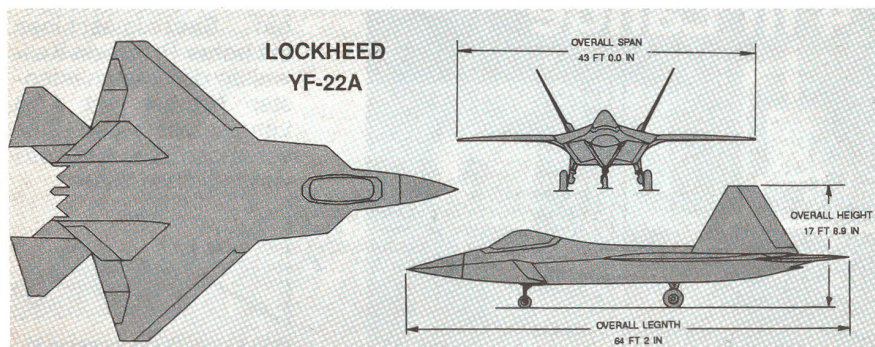 LOCKHEED
YF-22A
OVERALL SPAN
43 FT 0.0 IN
OVERALL HEIGHT
17 FT 8.9 IN
OVERALL LEGNTH
64 FT 2 IN